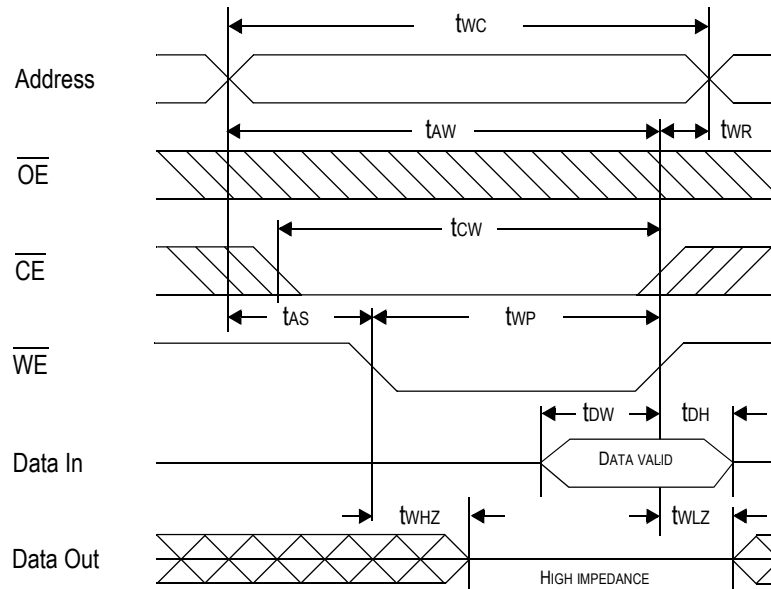 tWC
Address
tAW
tWR
OE
tCW
CE
tAS
tWP
WE
tDW
tDH
Data In
DATA VALID
tWHZ
tWLZ
Data Out
HIGH IMPEDANCE